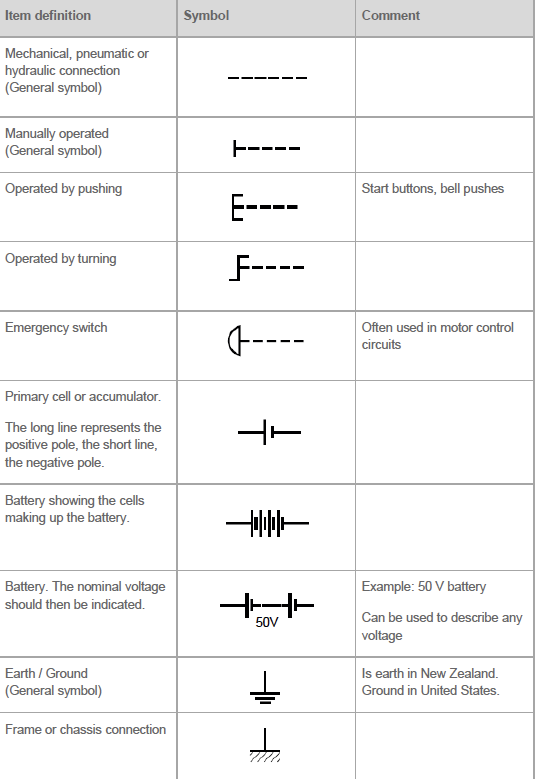 Item definition
Symbol
Comment
Mechanical, pneumatic or
hydraulic connection
(General symbol)
Manually operated
(General symbol)
Operated by pushing
Start buttons, bell pushes
Operated by turning
Emergency switch
Often used in motor control
circuits
Primary cell or accumulator.
The long line represents the
positive pole, the short line,
the negative pole.
Battery showing the cells
making up the battery.
Battery. The nominal voltage
should then be indicated.
50V
Example: 50 V battery
Can be used to describe any
voltage
Earth / Ground
(General symbol)
Is earth in New Zealand.
Ground in United States.
Frame or chassis connection